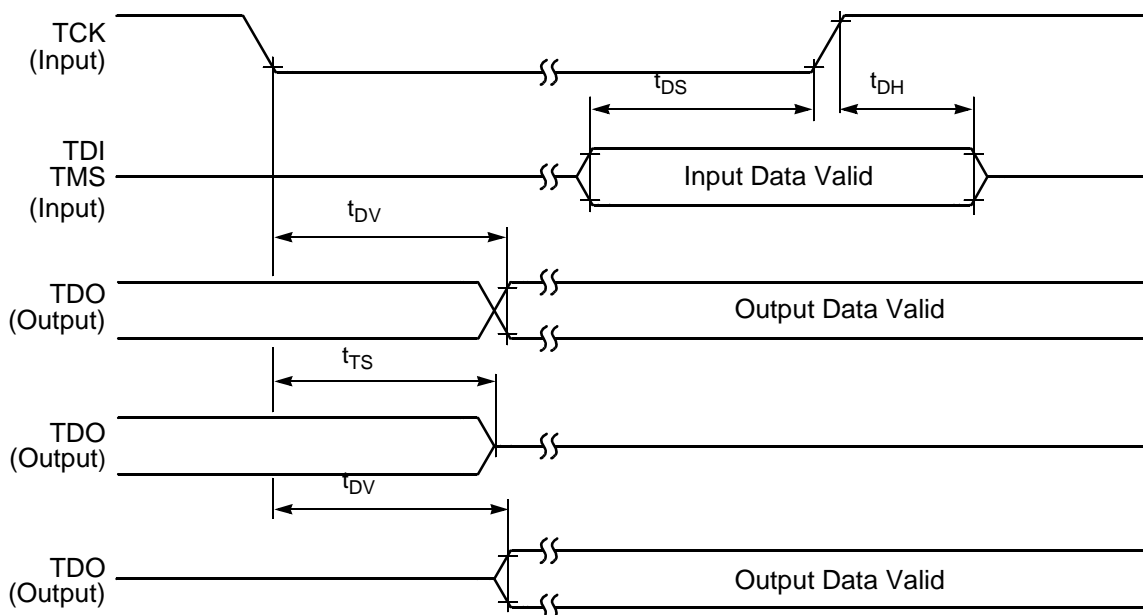 TCK
(Input)
tDS
tDH
TDI
TMS
(Input)
Input Data Valid
tDV
TDO
(Output)
Output Data Valid
tTS
TDO
(Output)
tDV
TDO
(Output)
Output Data Valid